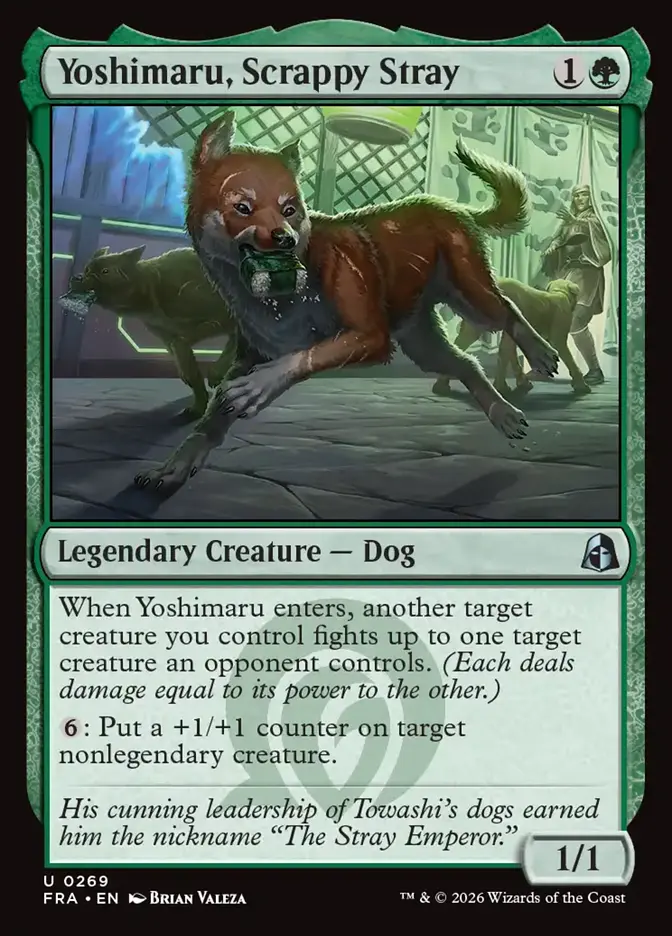 Yoshimaru, Scrappy Stray 1
Legendary Creature — Dog
When Yoshimaru enters, another target
creature you control fights up to one target
creature an opponent controls. (Each deals
damage equal to its power to the other.)
6: Put a +1/+1 counter on target
nonlegendary creature.
His cunning leadership of Towashi's dogs earned
him the nickname “The Stray Emperor.”
1/1
U 0269
FRA • EN Brian Valeza
™ & © 2026 Wizards of the Coast